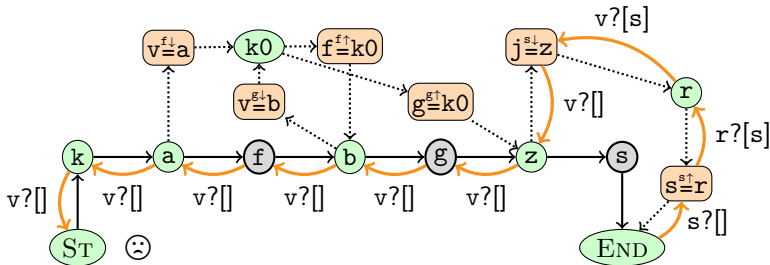 v?[s]
v=^{f↓}a k0 f=^{f↑}k0 j=^{s↓}z
v=^{g↓}b g=^{g↑}k0 v?[] r
k a f b g z s r?[s]
v?[] v?[] v?[] v?[] v?[] v?[] s=^{s↑}r
s?[]
ST END